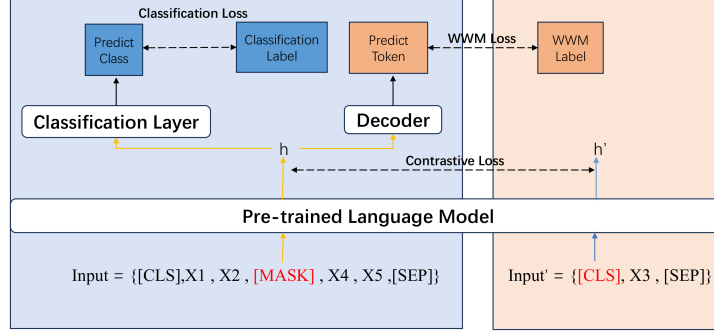 Classification Loss
Predict
Class
Classification
Label
Predict
Token
WWM Loss
WWM
Label
Classification Layer
Decoder
h
h’
Contrastive Loss
Pre-trained Language Model
Input = {[CLS],X1 , X2 , [MASK] , X4 , X5 ,[SEP]}
Input' = {[CLS], X3 , [SEP]}